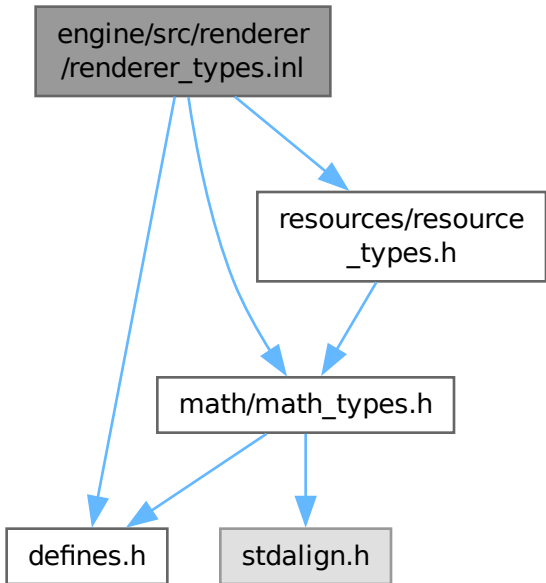 engine/src/renderer
/renderer_types.inl
resources/resource
_types.h
math/math_types.h
defines.h
stdalign.h